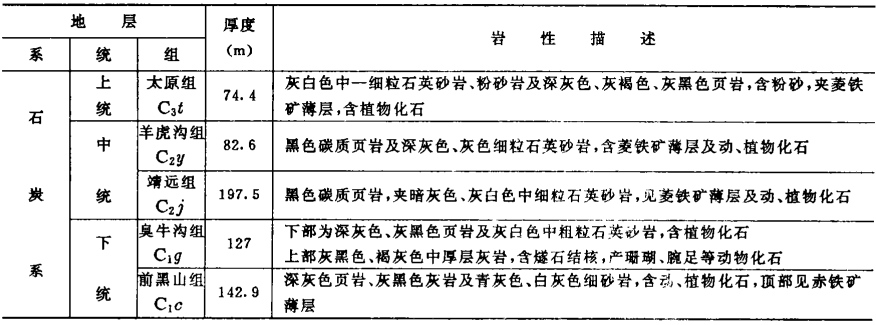 地 层 厚度 岩 性 描 述
系 统 组 (m)
石炭系 上统 太原组 C₃t 74.4 灰白色中—细粒石英砂岩、粉砂岩及深灰色、灰褐色、灰黑色页岩,含粉砂,夹菱铁
矿薄层,含植物化石
中统 羊虎沟组 C₂y 82.6 黑色碳质页岩及深灰色、灰色细粒石英砂岩,含菱铁矿薄层及动、植物化石
靖远组 C₂j 197.5 黑色碳质页岩,夹暗灰色、灰白色中细粒石英砂岩,见菱铁矿薄层及动、植物化石
下统 臭牛沟组 C₁g 127 下部为深灰色、灰黑色页岩及灰白色中粗粒石英砂岩,含植物化石
上部灰黑色、褐灰色中厚层灰岩,含燧石结核,产珊瑚、腕足等动物化石
前黑山组 C₁c 142.9 深灰色页岩、灰黑色灰岩及青灰色、白灰色细砂岩,含动、植物化石,顶部见赤铁矿
薄层